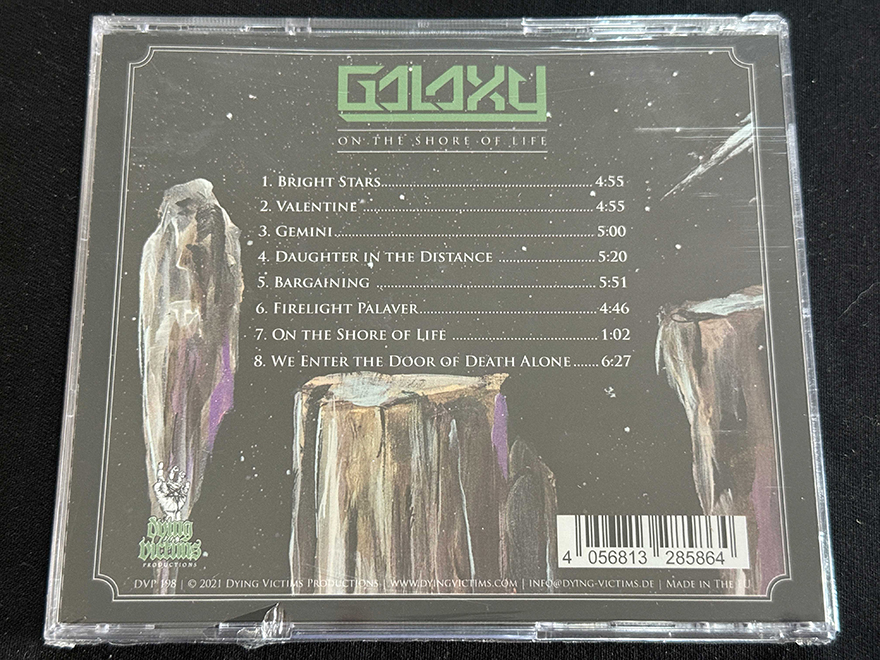 GALAXY
ON THE SHORE OF LIFE
1. BRIGHT STARS.................................................... 4:55
2. VALENTINE ........................................................ 4:55
3. GEMINI................................................................ 5:00
4. DAUGHTER IN THE DISTANCE ........................ 5:20
5. BARGAINING ..................................................... 5:51
6. FIRELIGHT PALAVER........................................... 4:46
7. ON THE SHORE OF LIFE ................................... 1:02
8. WE ENTER THE DOOR OF DEATH ALONE...... 6:27
Dying
Victims
PRODUCTIONS
4 056813 285864
DVP 198 | © 2021 DYING VICTIMS PRODUCTIONS | WWW.DYINGVICTIMS.COM | INFO@DYING-VICTIMS.DE | MADE IN THE EU